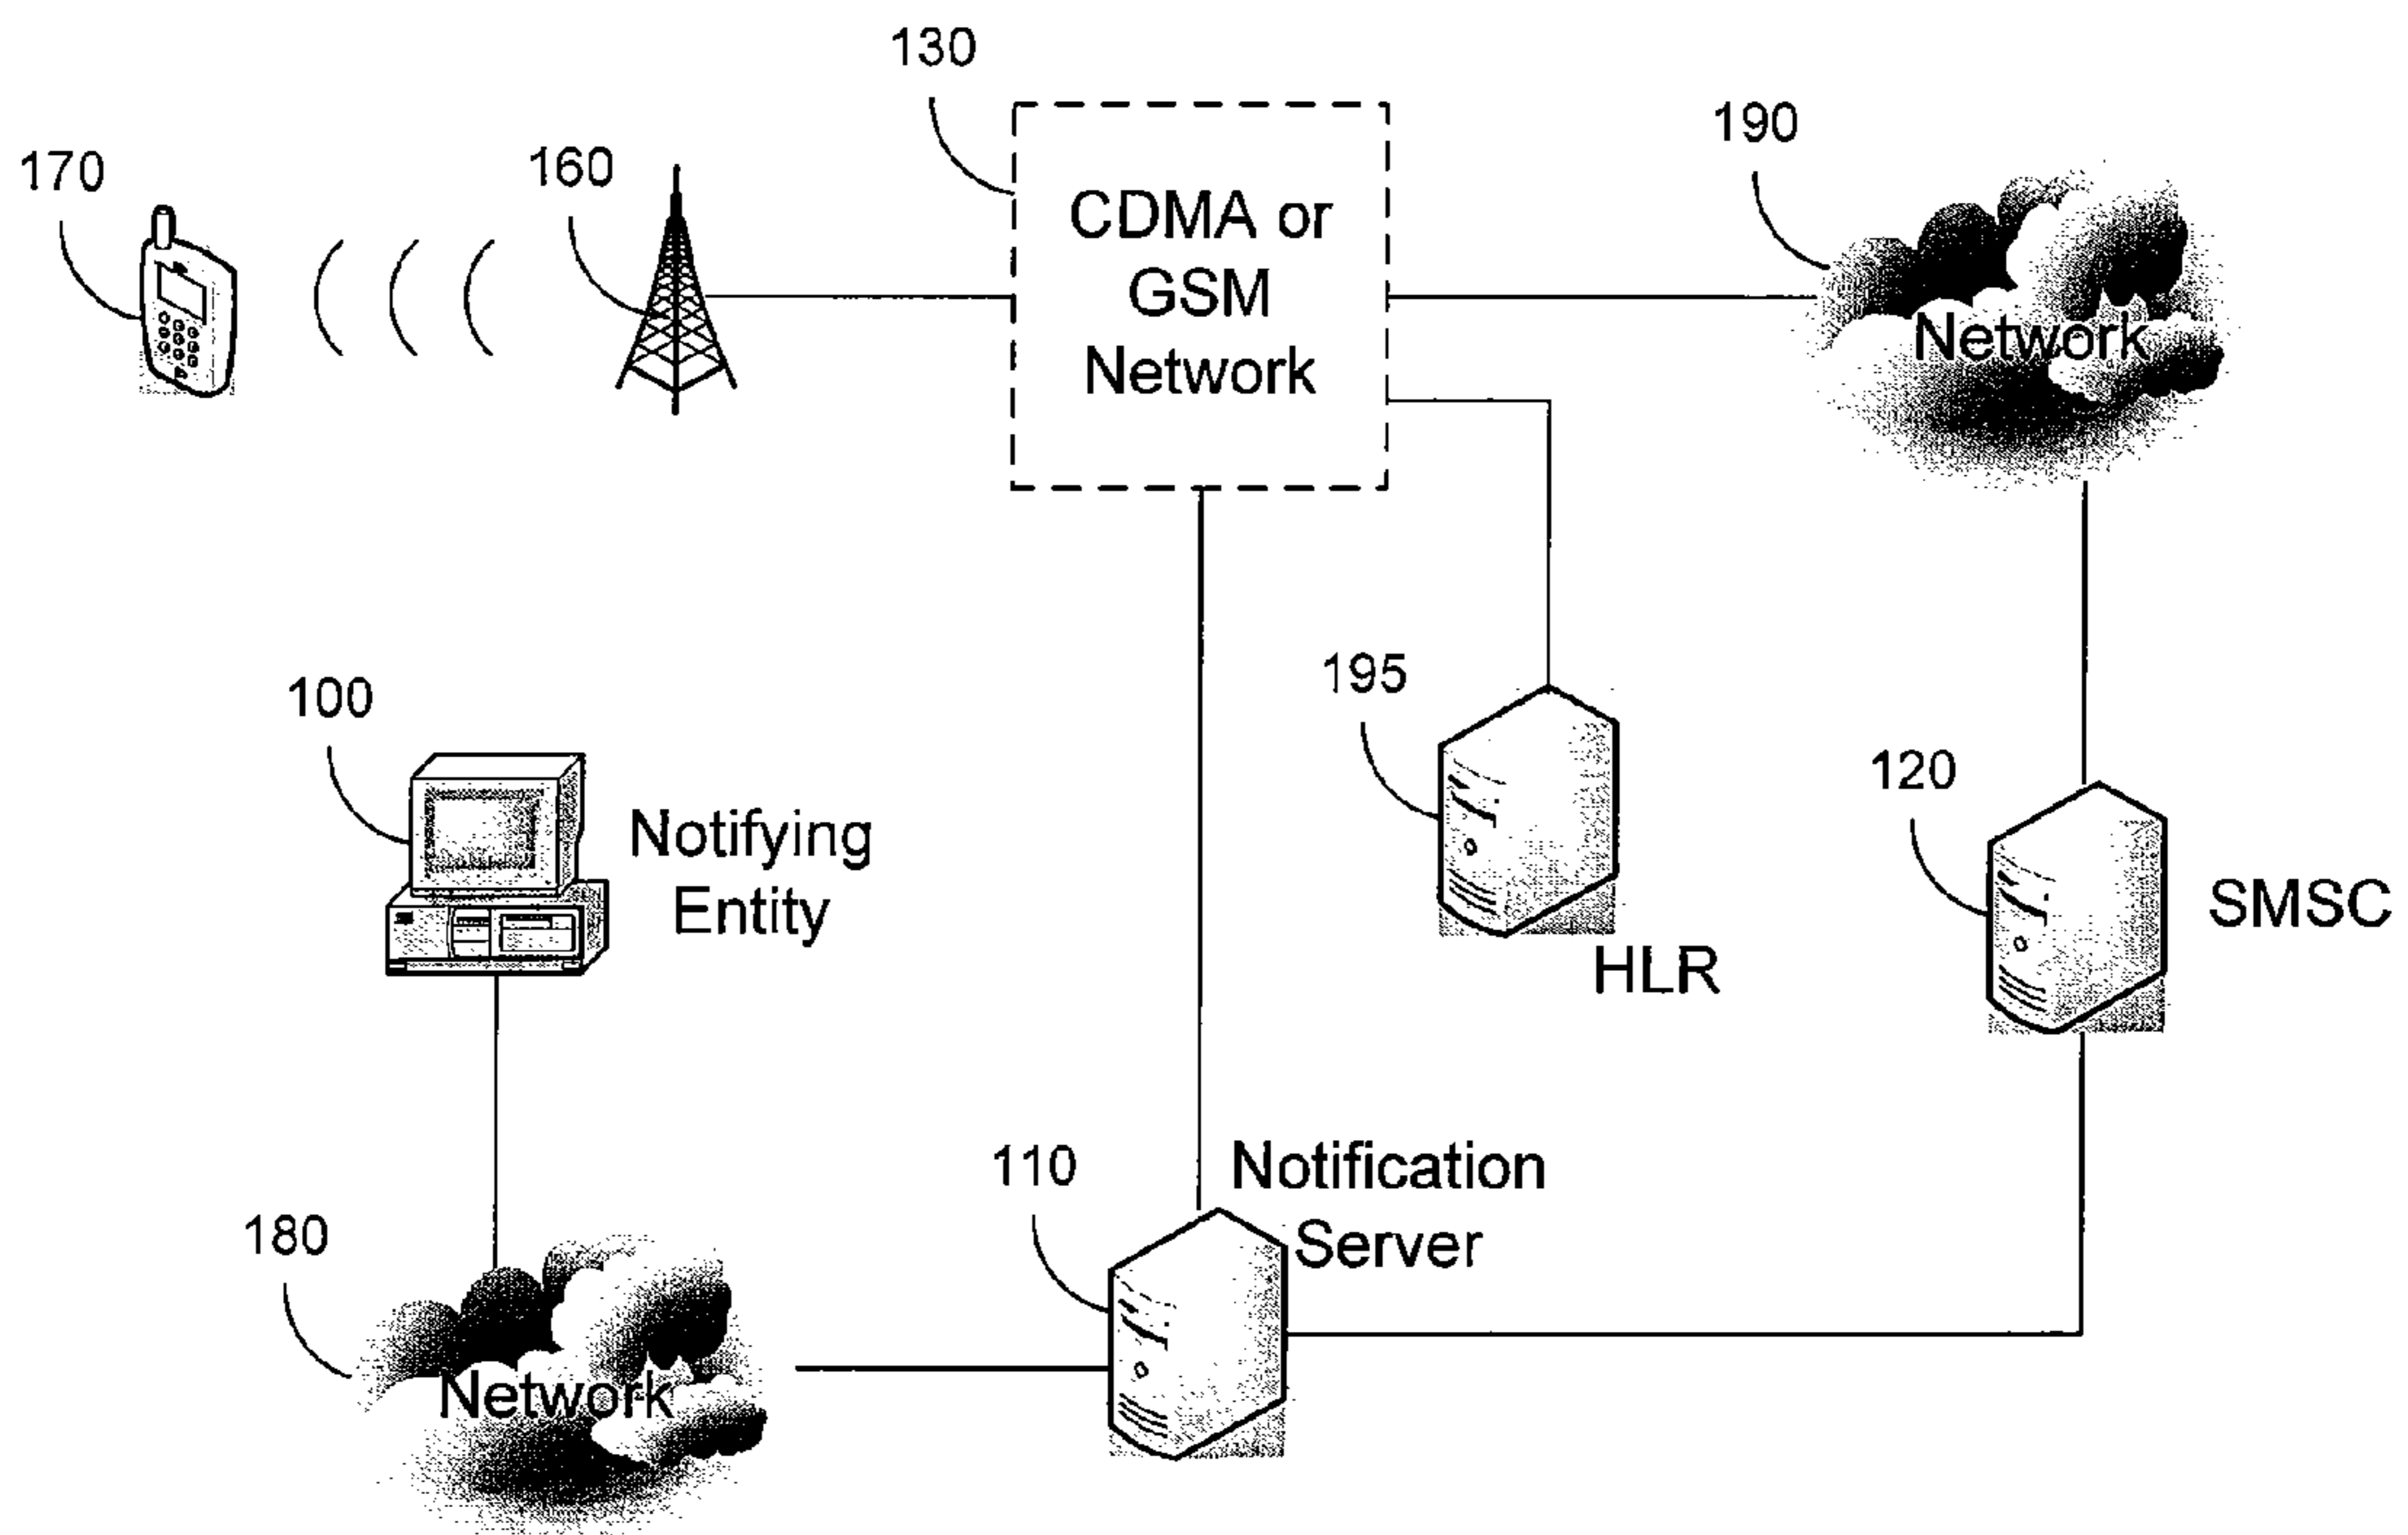 130
190
170
160
CDMA or
GSM
Network
Network
195
100
120
Notifying
Entity
SMSC
HLR
110
Notification
Server
180
Network